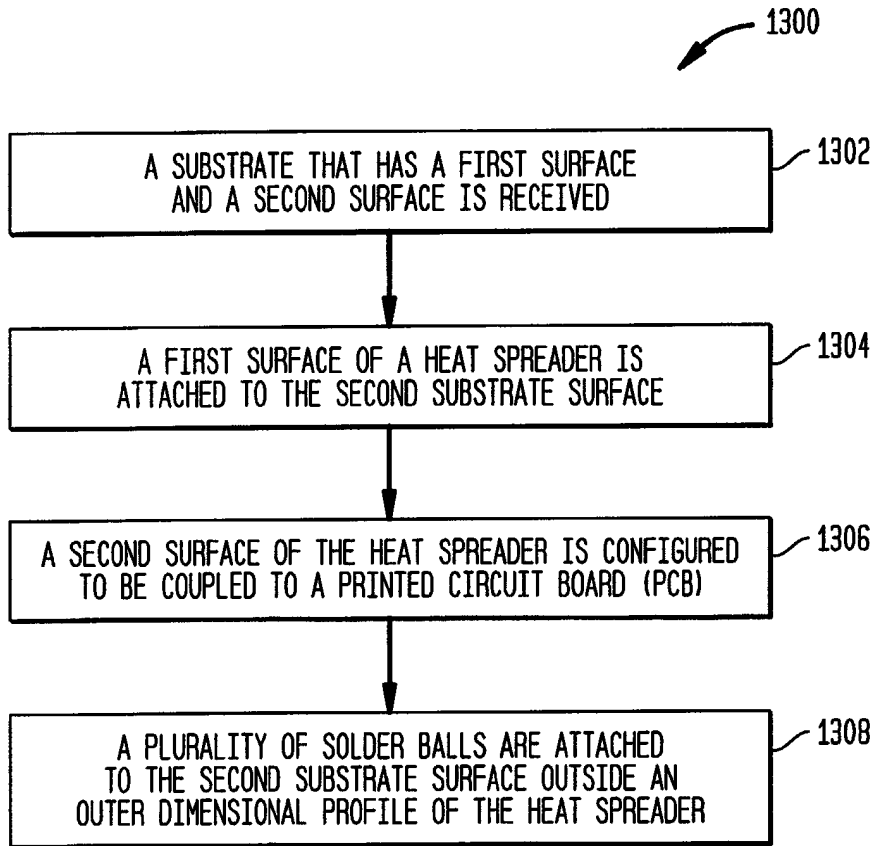 1300
A SUBSTRATE THAT HAS A FIRST SURFACE
AND A SECOND SURFACE IS RECEIVED
1302
A FIRST SURFACE OF A HEAT SPREADER IS
ATTACHED TO THE SECOND SUBSTRATE SURFACE
1304
A SECOND SURFACE OF THE HEAT SPREADER IS CONFIGURED
TO BE COUPLED TO A PRINTED CIRCUIT BOARD (PCB)
1306
A PLURALITY OF SOLDER BALLS ARE ATTACHED
TO THE SECOND SUBSTRATE SURFACE OUTSIDE AN
OUTER DIMENSIONAL PROFILE OF THE HEAT SPREADER
1308